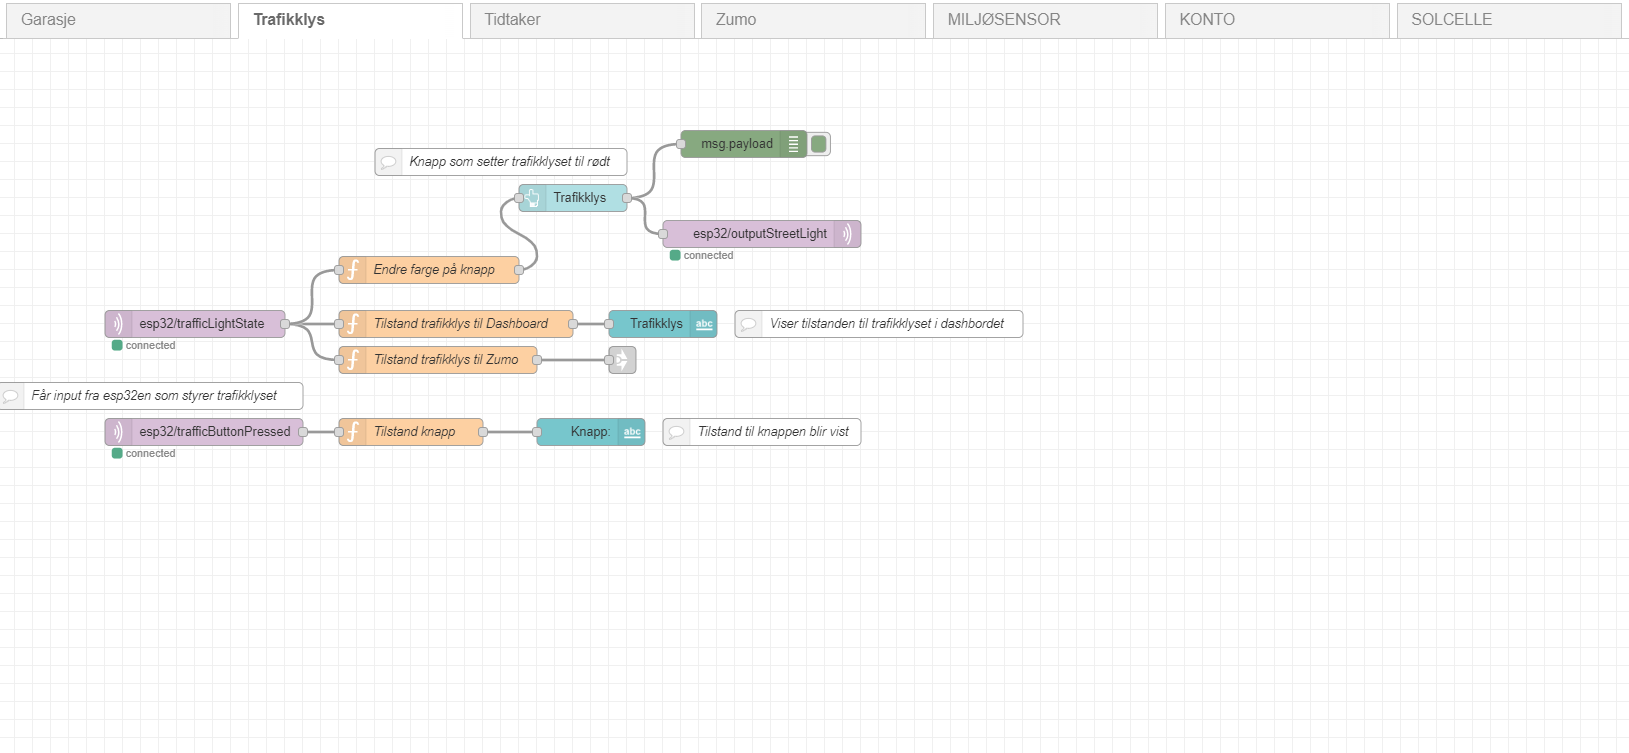 Garasje
Trafikklys
Tidtaker
Zumo
MILJØSENSOR
KONTO
SOLCELLE
msg.payload
Knapp som setter trafikklyset til rødt
Trafikklys
esp32/outputStreetLight
connected
Endre farge på knapp
esp32/trafficLightState
connected
Tilstand trafikklys til Dashboard
Trafikklys
abc
Viser tilstanden til trafikklyset i dashbordet
Tilstand trafikklys til Zumo
Får input fra esp32en som styrer trafikklyset
esp32/trafficButtonPressed
connected
Tilstand knapp
Knapp:
abc
Tilstand til knappen blir vist